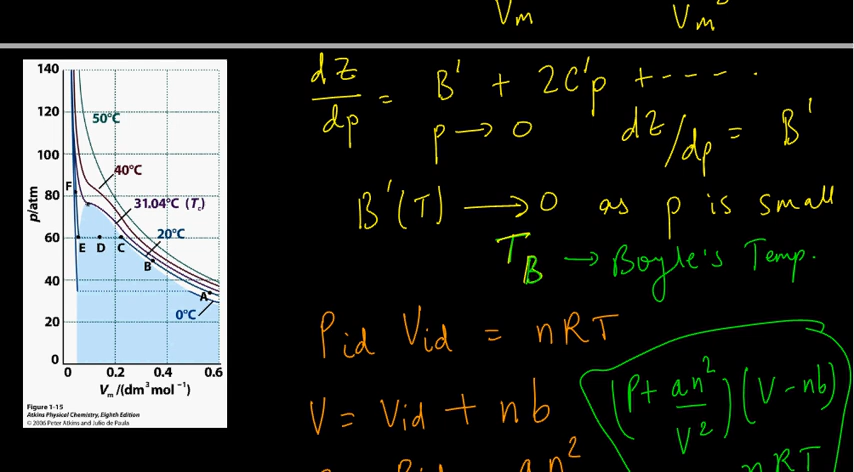 Vm Vm²
dZ/dp = B' + 2C'p + - - - - .
p → 0 dZ/dp = B'
B'(T) → 0 as p is small
T_B → Boyle's Temp.
Pid Vid = nRT
V = Vid + nb
(P + an²/V²)(V - nb)
nRT
an²
140
120
100
80
60
40
20
0
p/atm
50°C
40°C
31.04°C (Tc)
20°C
0°C
F
E D C
B
A
0 0.2 0.4 0.6
Vm/(dm³ mol⁻¹)
Figure 1-15
Atkins Physical Chemistry, Eighth Edition
© 2006 Peter Atkins and Julio de Paula